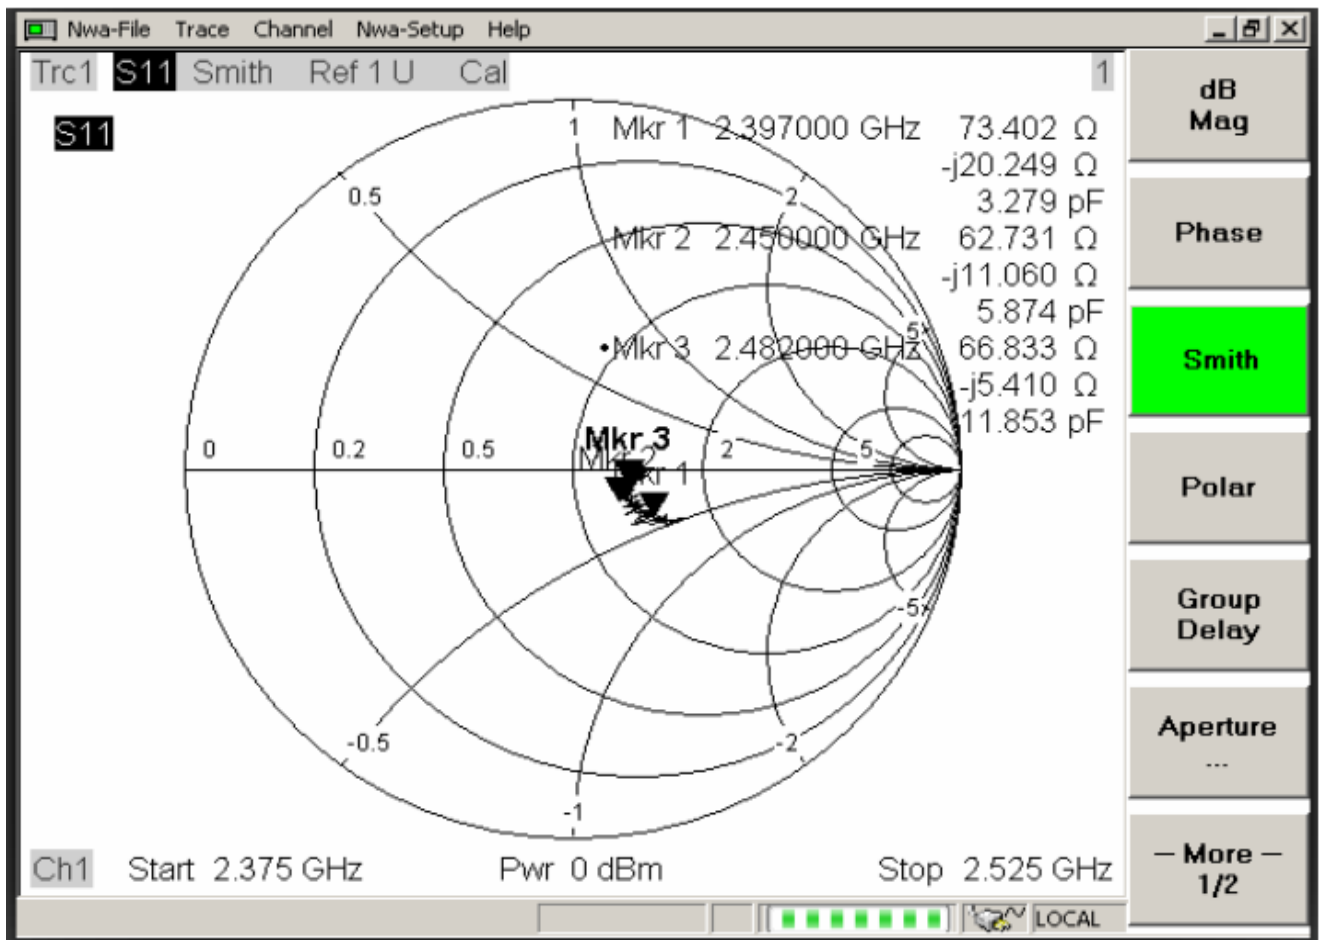 Nwa-File Trace Channel Nwa-Setup Help
Trc1 S11 Smith Ref 1 U Cal 1
S11
Mkr 1 2.397000 GHz 73.402 Ω
-j20.249 Ω
3.279 pF
Mkr 2 2.450000 GHz 62.731 Ω
-j11.060 Ω
5.874 pF
•Mkr 3 2.482000 GHz 66.833 Ω
-j5.410 Ω
11.853 pF
1
0.5
2
5
Mkr 3
0 0.2 0.5 2 5
Mkr 2
Mkr 1
-5
-0.5
-2
-1
Ch1 Start 2.375 GHz Pwr 0 dBm Stop 2.525 GHz
LOCAL
dB
Mag
Phase
Smith
Polar
Group
Delay
Aperture
...
— More —
1/2